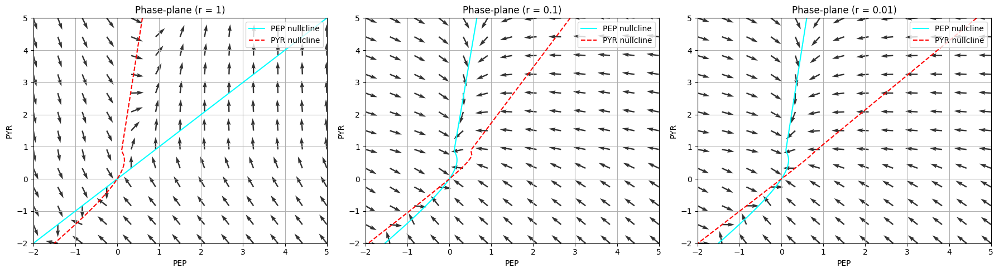 Phase-plane (r = 1)
PYR
5
4
3
2
1
0
−1
−2
−2 −1 0 1 2 3 4 5
PEP
PEP nullcline
PYR nullcline
Phase-plane (r = 0.1)
PYR
5
4
3
2
1
0
−1
−2
−2 −1 0 1 2 3 4 5
PEP
PEP nullcline
PYR nullcline
Phase-plane (r = 0.01)
PYR
5
4
3
2
1
0
−1
−2
−2 −1 0 1 2 3 4 5
PEP
PEP nullcline
PYR nullcline